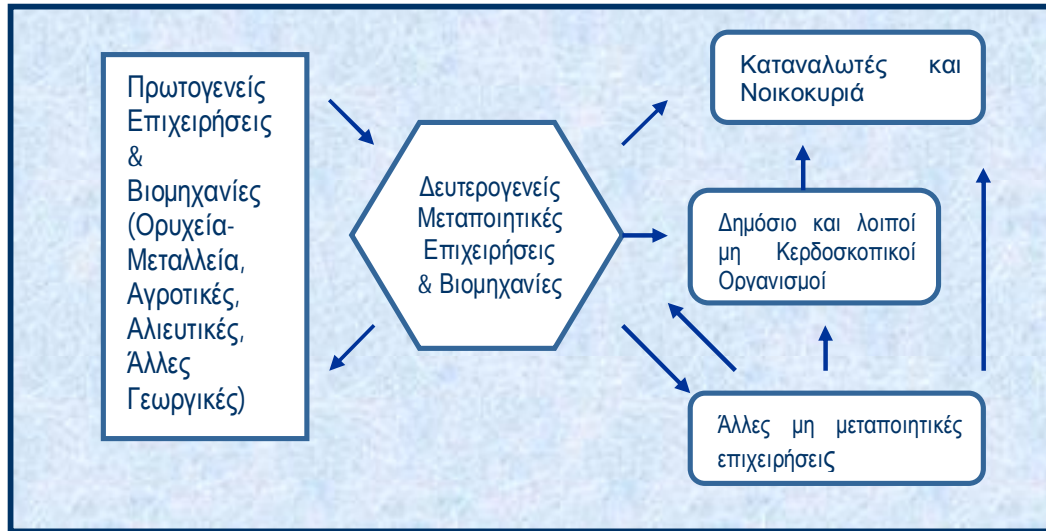 Πρωτογενείς
Επιχειρήσεις
&
Βιομηχανίες
(Ορυχεία-
Μεταλλεία,
Αγροτικές,
Αλιευτικές,
Άλλες
Γεωργικές)
Δευτερογενείς
Μεταποιητικές
Επιχειρήσεις
& Βιομηχανίες
Καταναλωτές και
Νοικοκυριά
Δημόσιο και λοιποί
μη Κερδοσκοπικοί
Οργανισμοί
Άλλες μη μεταποιητικές
επιχειρήσεις